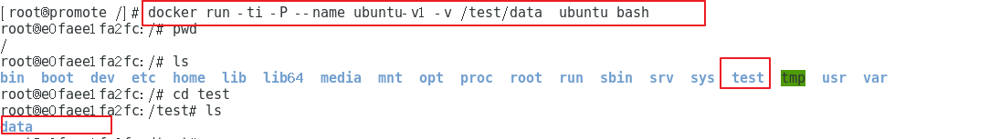 [root@promote /]# docker run -ti -P --name ubuntu-v1 -v /test/data  ubuntu bash
root@e0faee1fa2fc:/# pwd
/
root@e0faee1fa2fc:/# ls
bin  boot  dev  etc  home  lib  lib64  media  mnt  opt  proc  root  run  sbin  srv  sys  test  tmp  usr  var
root@e0faee1fa2fc:/# cd test
root@e0faee1fa2fc:/test# ls
data